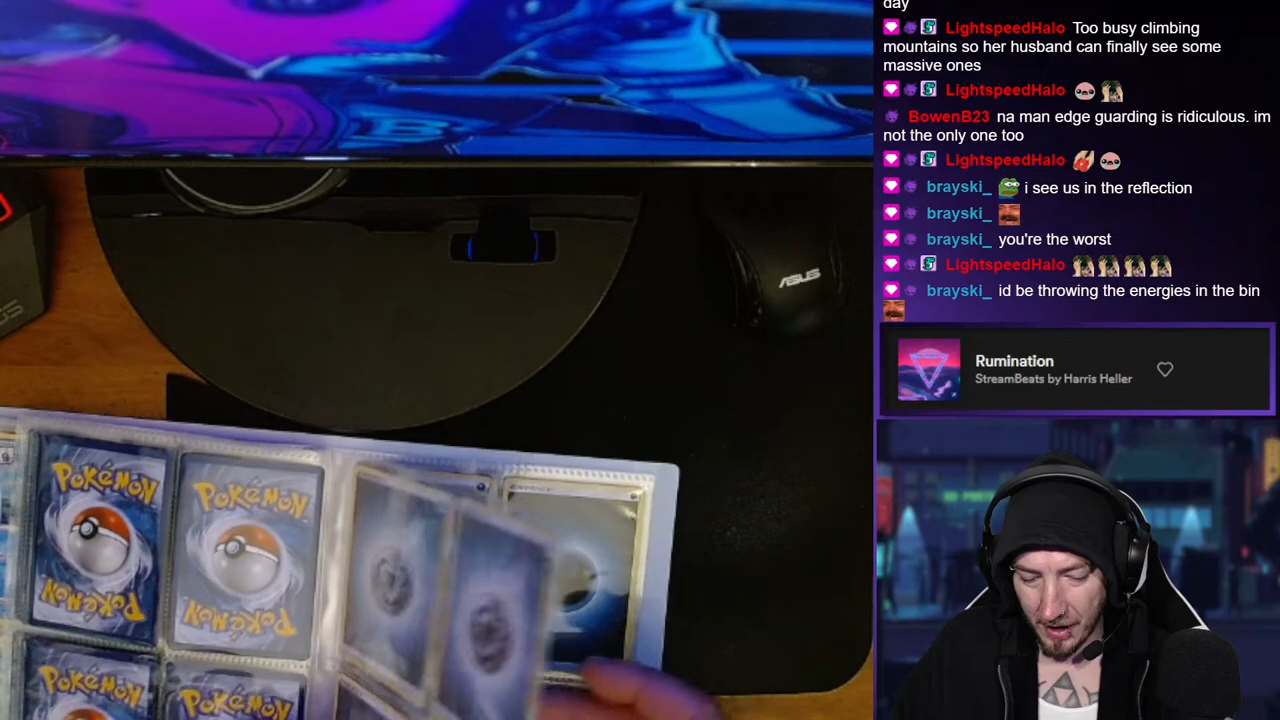 day
LightspeedHalo Too busy climbing
mountains so her husband can finally see some
massive ones
LightspeedHalo
BowenB23 na man edge guarding is ridiculous. im
not the only one too
LightspeedHalo
brayski_ i see us in the reflection
brayski_
brayski_ you're the worst
LightspeedHalo
brayski_ id be throwing the energies in the bin
Rumination
StreamBeats by Harris Heller
ASUS
POKéMON
POKéMON
POKéMON
POKéMON
POKéMON
POKéMON